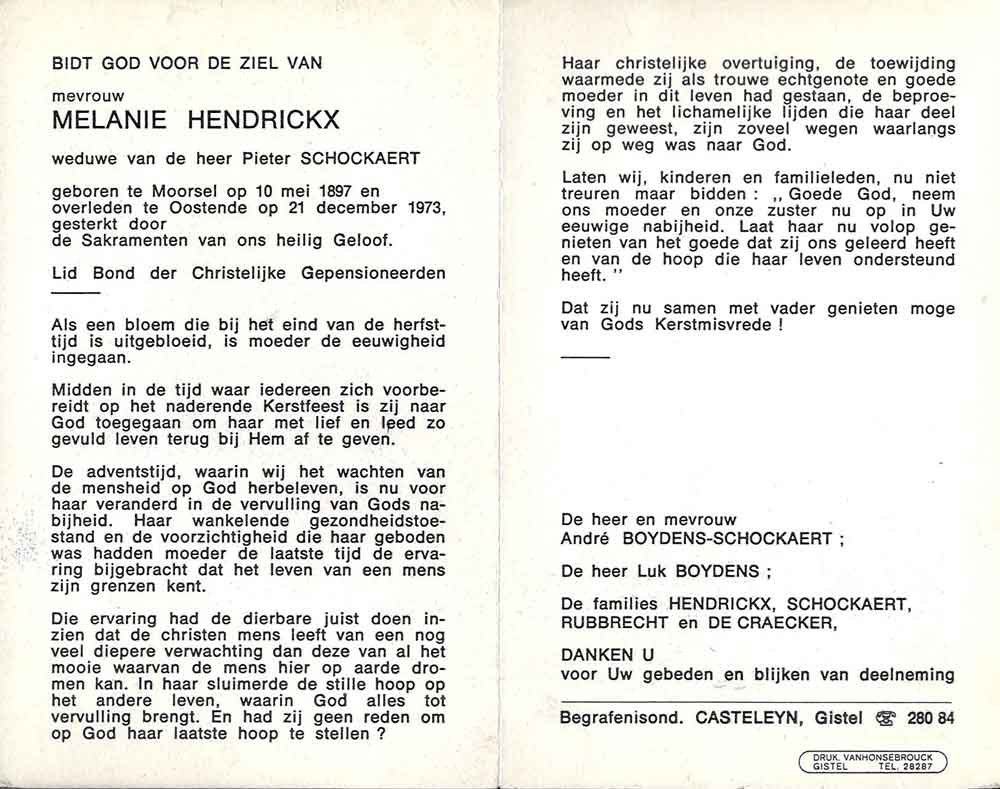 BIDT GOD VOOR DE ZIEL VAN
mevrouw
MELANIE HENDRICKX
weduwe van de heer Pieter SCHOCKAERT
geboren te Moorsel op 10 mei 1897 en
overleden te Oostende op 21 december 1973,
gesterkt door
de Sakramenten van ons heilig Geloof.
Lid Bond der Christelijke Gepensioneerden
Als een bloem die bij het eind van de herfst-
tijd is uitgebloeid, is moeder de eeuwigheid
ingegaan.
Midden in de tijd waar iedereen zich voorbe-
reidt op het naderende Kerstfeest is zij naar
God toegegaan om haar met lief en leed zo
gevuld leven terug bij Hem af te geven.
De adventstijd, waarin wij het wachten van
de mensheid op God herbeleven, is nu voor
haar veranderd in de vervulling van Gods na-
bijheid. Haar wankelende gezondheidstoe-
stand en de voorzichtigheid die haar geboden
was hadden moeder de laatste tijd de erva-
ring bijgebracht dat het leven van een mens
zijn grenzen kent.
Die ervaring had de dierbare juist doen in-
zien dat de christen mens leeft van een nog
veel diepere verwachting dan deze van al het
mooie waarvan de mens hier op aarde dro-
men kan. In haar sluimerde de stille hoop op
het andere leven, waarin God alles tot
vervulling brengt. En had zij geen reden om
op God haar laatste hoop te stellen ?
Haar christelijke overtuiging, de toewijding
waarmede zij als trouwe echtgenote en goede
moeder in dit leven had gestaan, de beproe-
ving en het lichamelijke lijden die haar deel
zijn geweest, zijn zoveel wegen waarlangs
zij op weg was naar God.
Laten wij, kinderen en familieleden, nu niet
treuren maar bidden : ,, Goede God, neem
ons moeder en onze zuster nu op in Uw
eeuwige nabijheid. Laat haar nu volop ge-
nieten van het goede dat zij ons geleerd heeft
en van de hoop die haar leven ondersteund
heeft. "
Dat zij nu samen met vader genieten moge
van Gods Kerstmisvrede !
De heer en mevrouw
André BOYDENS-SCHOCKAERT ;
De heer Luk BOYDENS ;
De families HENDRICKX, SCHOCKAERT,
RUBBRECHT en DE CRAECKER,
DANKEN U
voor Uw gebeden en blijken van deelneming
Begrafenisond. CASTELEYN, Gistel ☎ 280 84
DRUK. VANHONSEBROUCK
GISTEL TEL. 28287